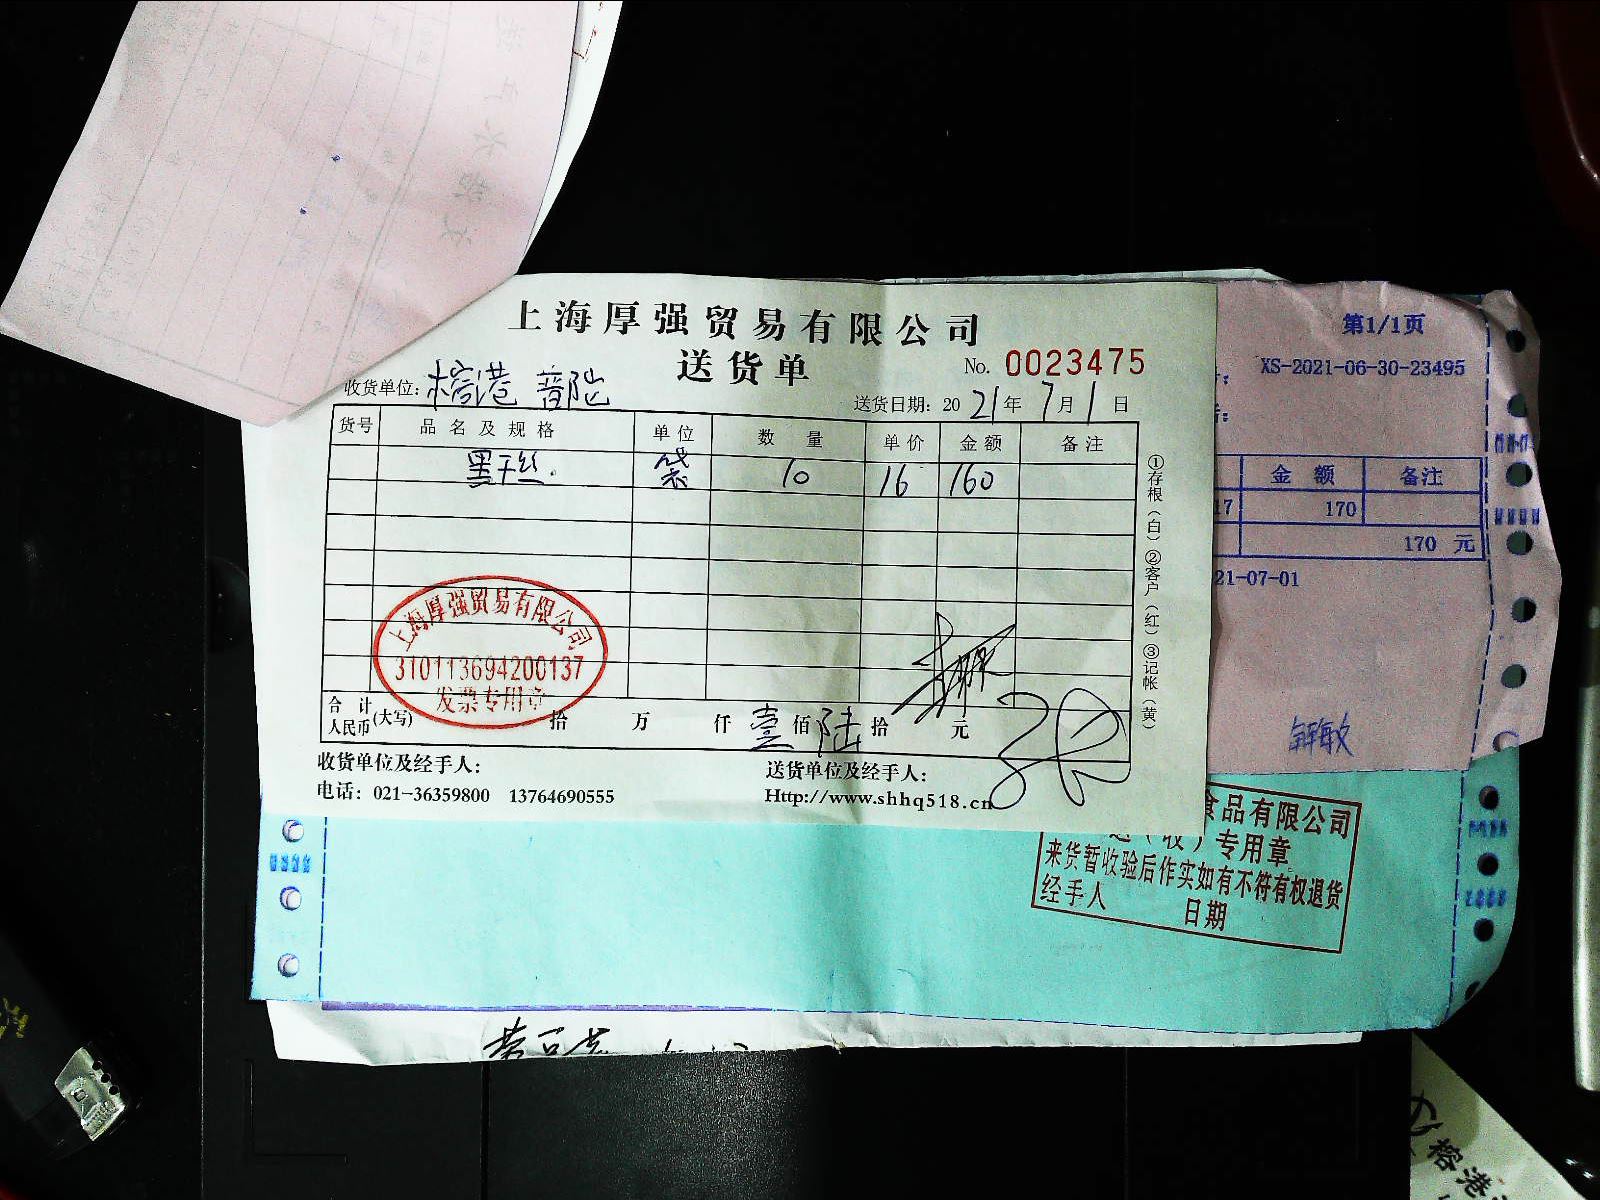 上海厚强贸易有限公司
送货单
No. 0023475
收货单位: 榕港 普陀
送货日期: 2021年7月1日
货号 品名及规格 单位 数量 单价 金额 备注
黑干丝. 袋 10 16 160
①存根(白)②客户(红)③记帐(黄)
上海厚强贸易有限公司
310113694200137
发票专用章
合计人民币(大写) 拾 万 仟 壹佰 陆拾 元
收货单位及经手人:
送货单位及经手人:
电话: 021-36359800 13764690555
Http://www.shhq518.cn
第1/1页
XS-2021-06-30-23495
金额 备注
17 170
170 元
21-07-01
食品有限公司
(收)专用章
来货暂收验后作实如有不符有权退货
经手人 日期
榕港